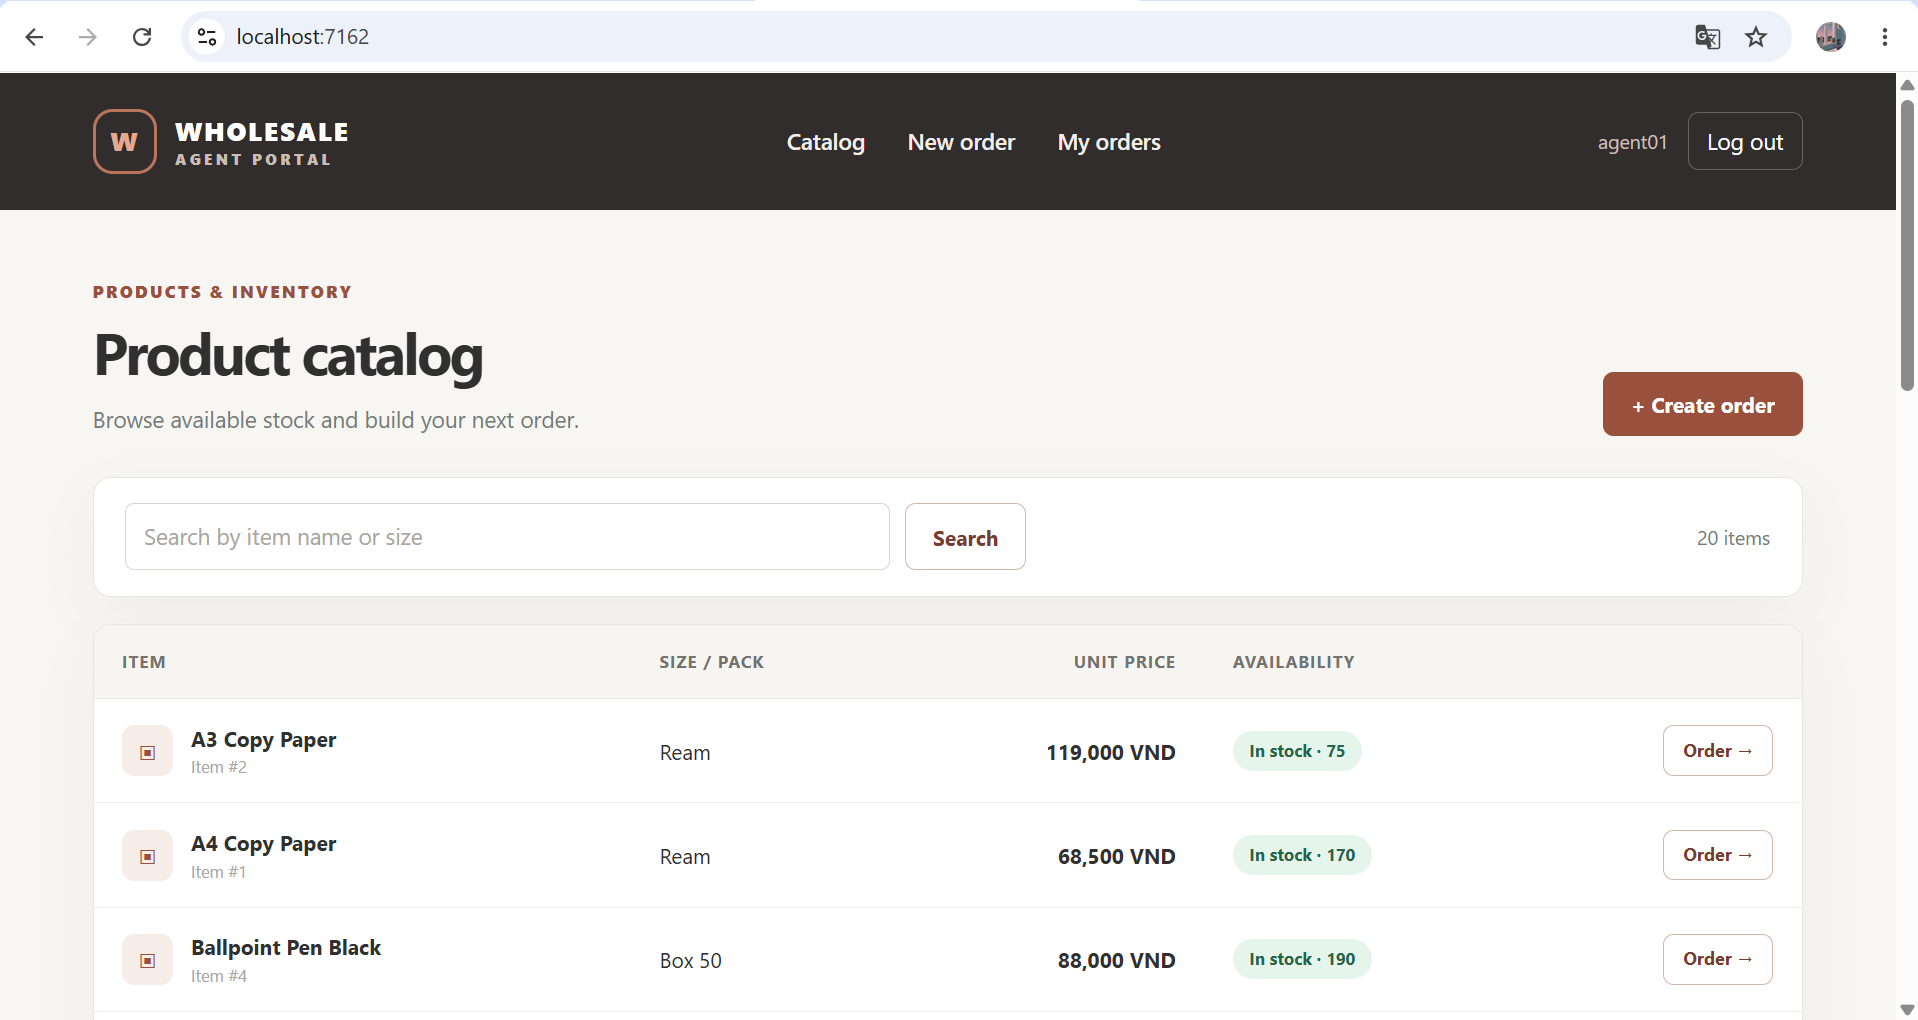 localhost:7162
W
WHOLESALE
AGENT PORTAL
Catalog
New order
My orders
agent01
Log out
PRODUCTS & INVENTORY
Product catalog
Browse available stock and build your next order.
+ Create order
Search by item name or size
Search
20 items
ITEM
SIZE / PACK
UNIT PRICE
AVAILABILITY
A3 Copy Paper
Item #2
Ream
119,000 VND
In stock · 75
Order →
A4 Copy Paper
Item #1
Ream
68,500 VND
In stock · 170
Order →
Ballpoint Pen Black
Item #4
Box 50
88,000 VND
In stock · 190
Order →